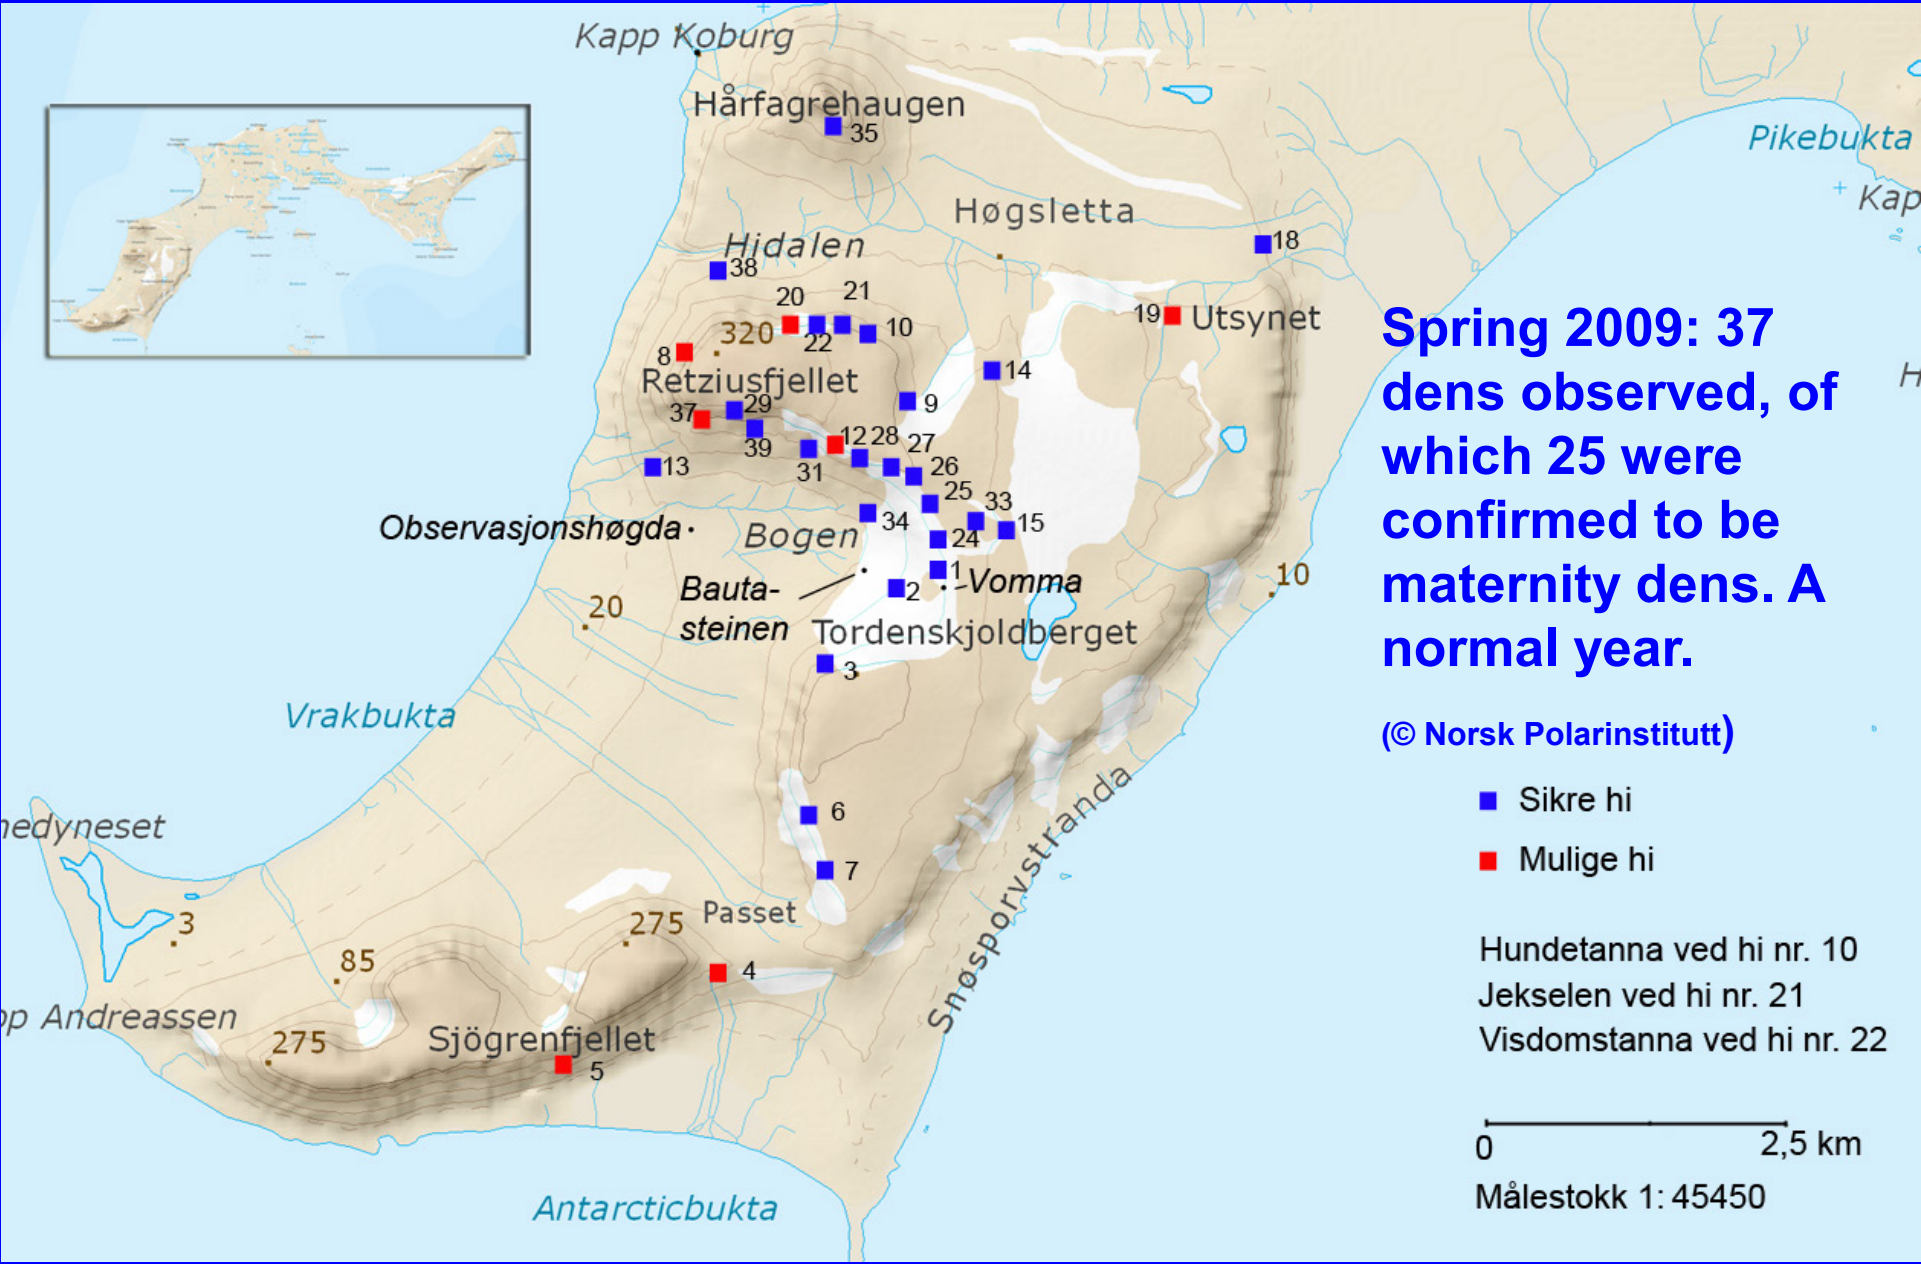 Kapp Koburg
Hårfagrehaugen
35
Pikebukta
Kap
Høgsletta
Hidalen
18
38
20
21
19
Utsynet
320
22
10
8
14
Retziusfjellet
29
9
37
12
28
27
39
31
26
13
25
33
Observasjonshøgda
Bogen
34
15
24
1
Vomma
10
Bauta-
steinen
2
20
Tordenskjoldberget
3
Vrakbukta
6
7
nedyneset
Snøsporvstranda
3
275
Passet
85
4
pp Andreassen
275
Sjögrenfjellet
5
Antarcticbukta
H
Spring 2009: 37
dens observed, of
which 25 were
confirmed to be
maternity dens. A
normal year.
(© Norsk Polarinstitutt)
Sikre hi
Mulige hi
Hundetanna ved hi nr. 10
Jekselen ved hi nr. 21
Visdomstanna ved hi nr. 22
0
2,5 km
Målestokk 1: 45450